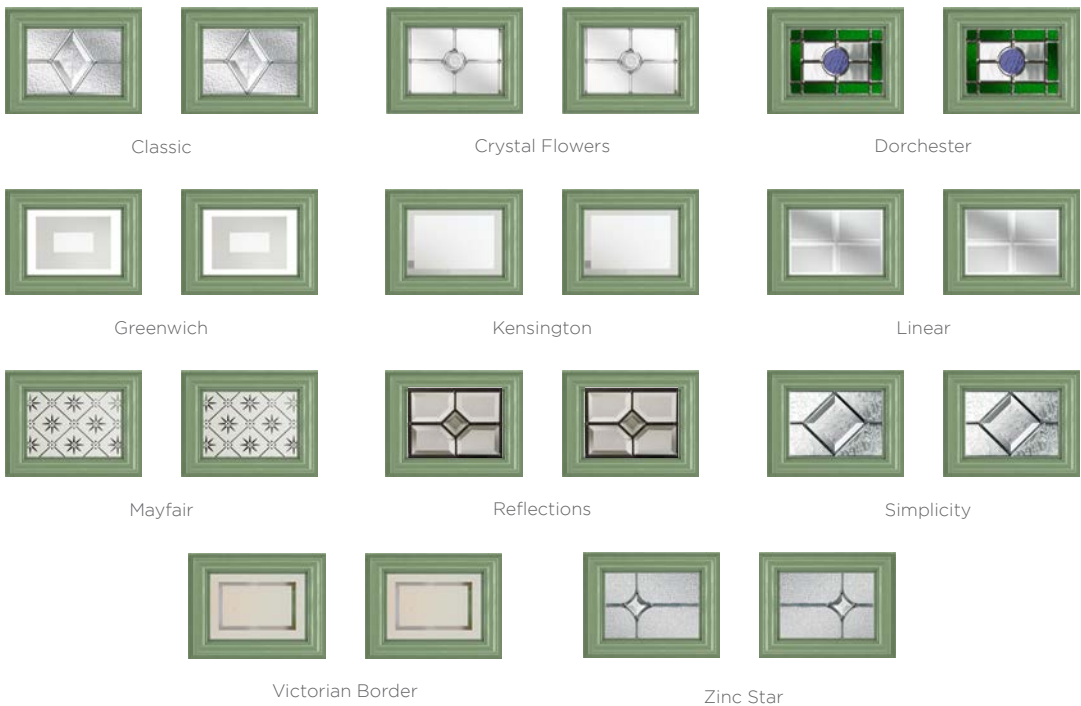 Classic
Crystal Flowers
Dorchester
Greenwich
Kensington
Linear
Mayfair
Reflections
Simplicity
Victorian Border
Zinc Star